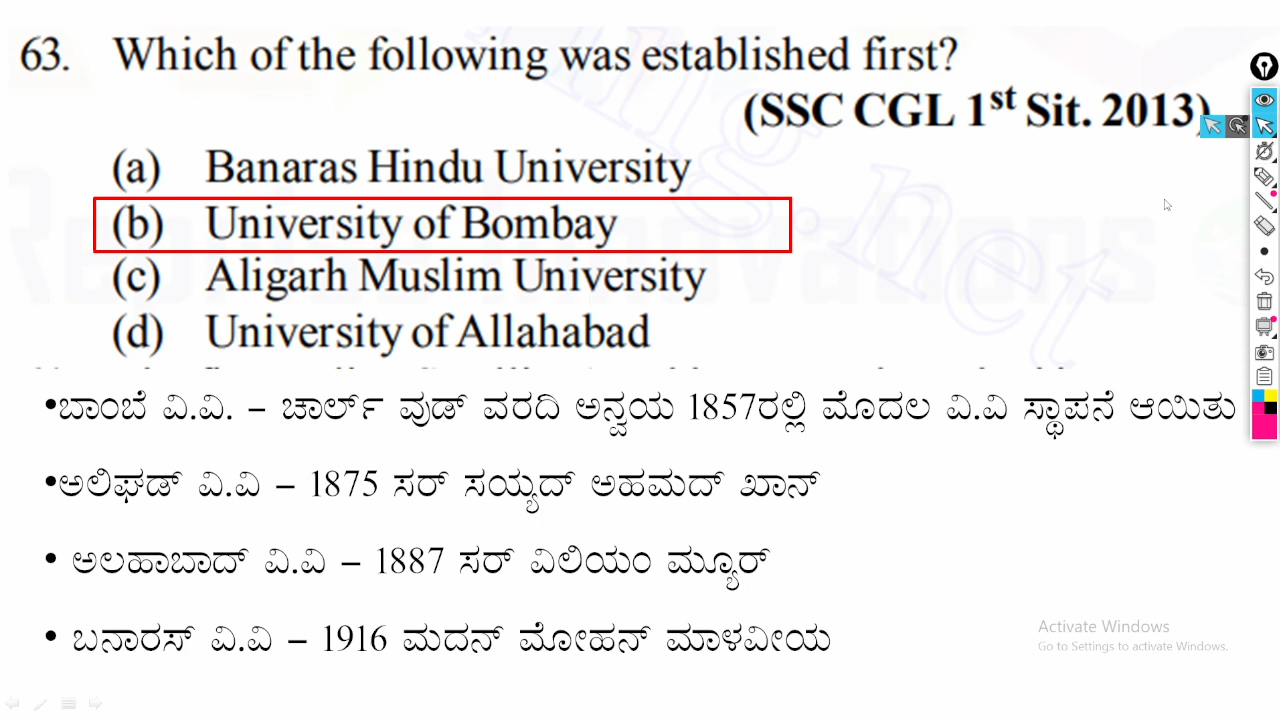 63. Which of the following was established first?
(SSC CGL 1st Sit. 2013)
(a) Banaras Hindu University
(b) University of Bombay
(c) Aligarh Muslim University
(d) University of Allahabad
•ಬಾಂಬೆ ವಿ.ವಿ. – ಚಾರ್ಲ್ ವುಡ್ ವರದಿ ಅನ್ವಯ 1857ರಲ್ಲಿ ಮೊದಲ ವಿ.ವಿ ಸ್ಥಾಪನೆ ಆಯಿತು
•ಅಲಿಘಡ್ ವಿ.ವಿ – 1875 ಸರ್ ಸಯ್ಯದ್ ಅಹಮದ್ ಖಾನ್
• ಅಲಹಾಬಾದ್ ವಿ.ವಿ – 1887 ಸರ್ ವಿಲಿಯಂ ಮ್ಯೂರ್
• ಬನಾರಸ್ ವಿ.ವಿ – 1916 ಮದನ್ ಮೋಹನ್ ಮಾಳವೀಯ
Activate Windows
Go to Settings to activate Windows.